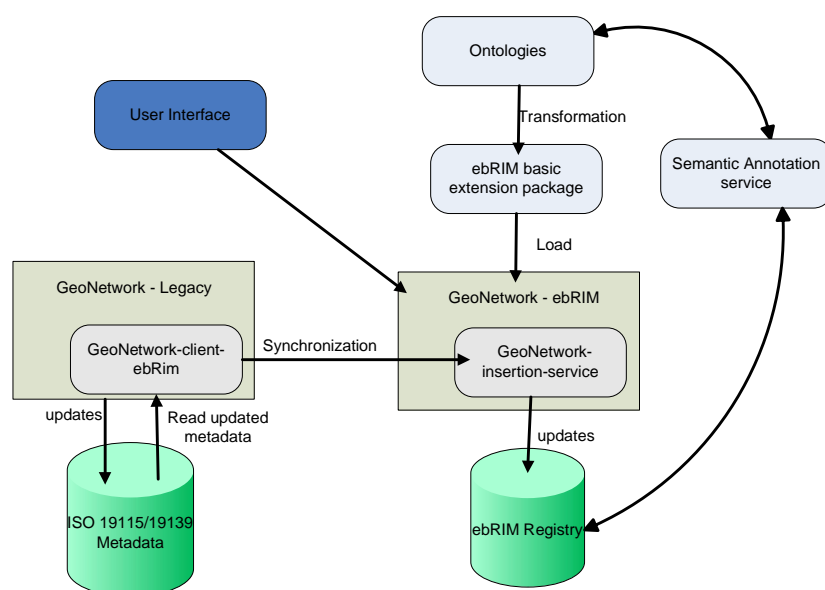 Ontologies
User Interface
Transformation
ebRIM basic
extension package
Semantic Annotation
service
Load
GeoNetwork - Legacy
GeoNetwork - ebRIM
GeoNetwork-client-
ebRim
Synchronization
GeoNetwork-
insertion-service
updates
Read updated
metadata
updates
ISO 19115/19139
Metadata
ebRIM Registry